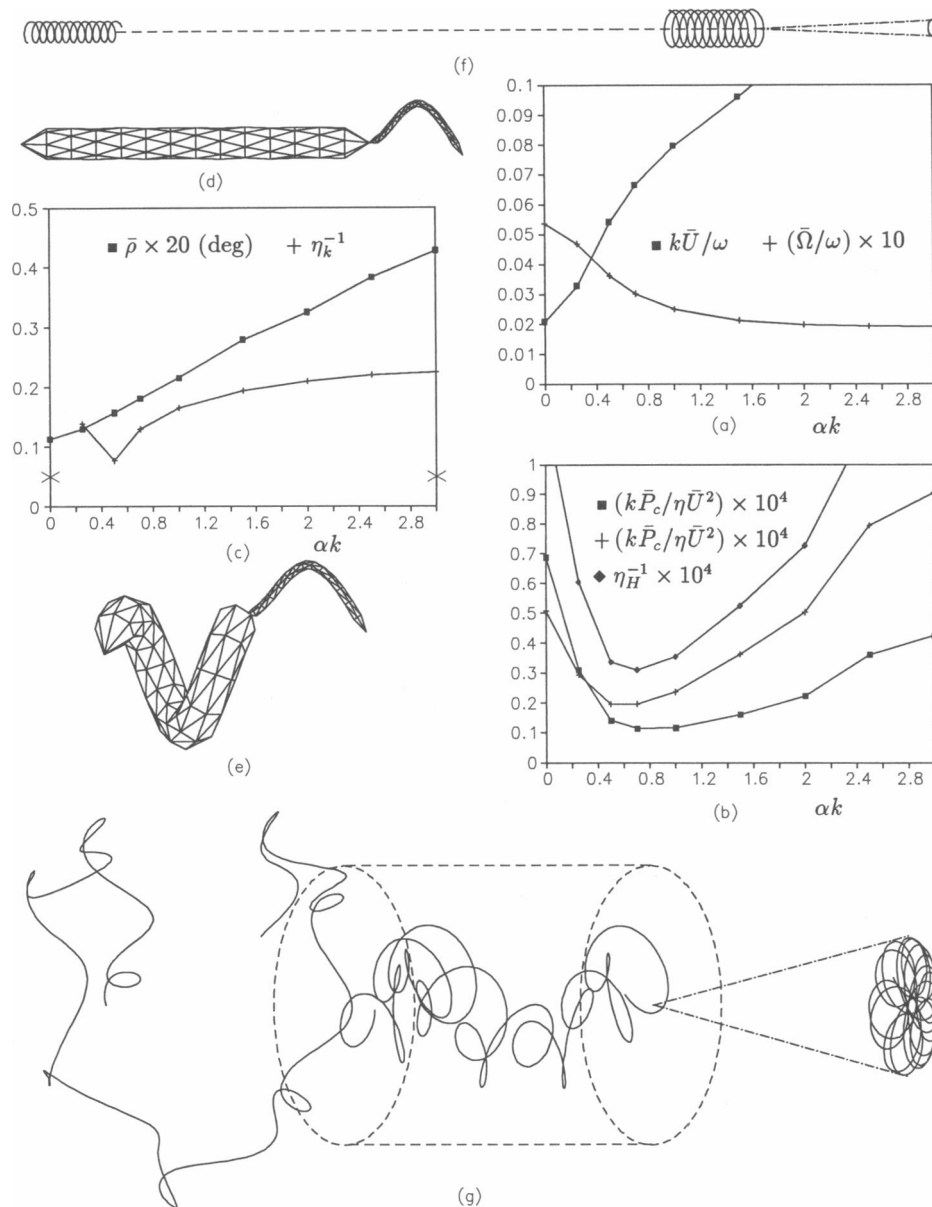 (f)
(d)
0.1
0.09
0.08
0.07
0.06
0.05
0.04
0.03
0.02
0.01
0
■ kŪ/ω + (Ω̄/ω) × 10
0 0.4 0.8 1.2 1.6 2 2.4 2.8
(a) αk
0.5
0.4
0.3
0.2
0.1
0
■ ρ̄ × 20 (deg) + η_k^{-1}
0 0.4 0.8 1.2 1.6 2 2.4 2.8
(c) αk
1
0.9
0.8
0.7
0.6
0.5
0.4
0.3
0.2
0.1
0
■ (kP̄_c/ηŪ²) × 10⁴
+ (kP̄_c/ηŪ²) × 10⁴
◆ η_H^{-1} × 10⁴
0 0.4 0.8 1.2 1.6 2 2.4 2.8
(b) αk
(e)
(g)